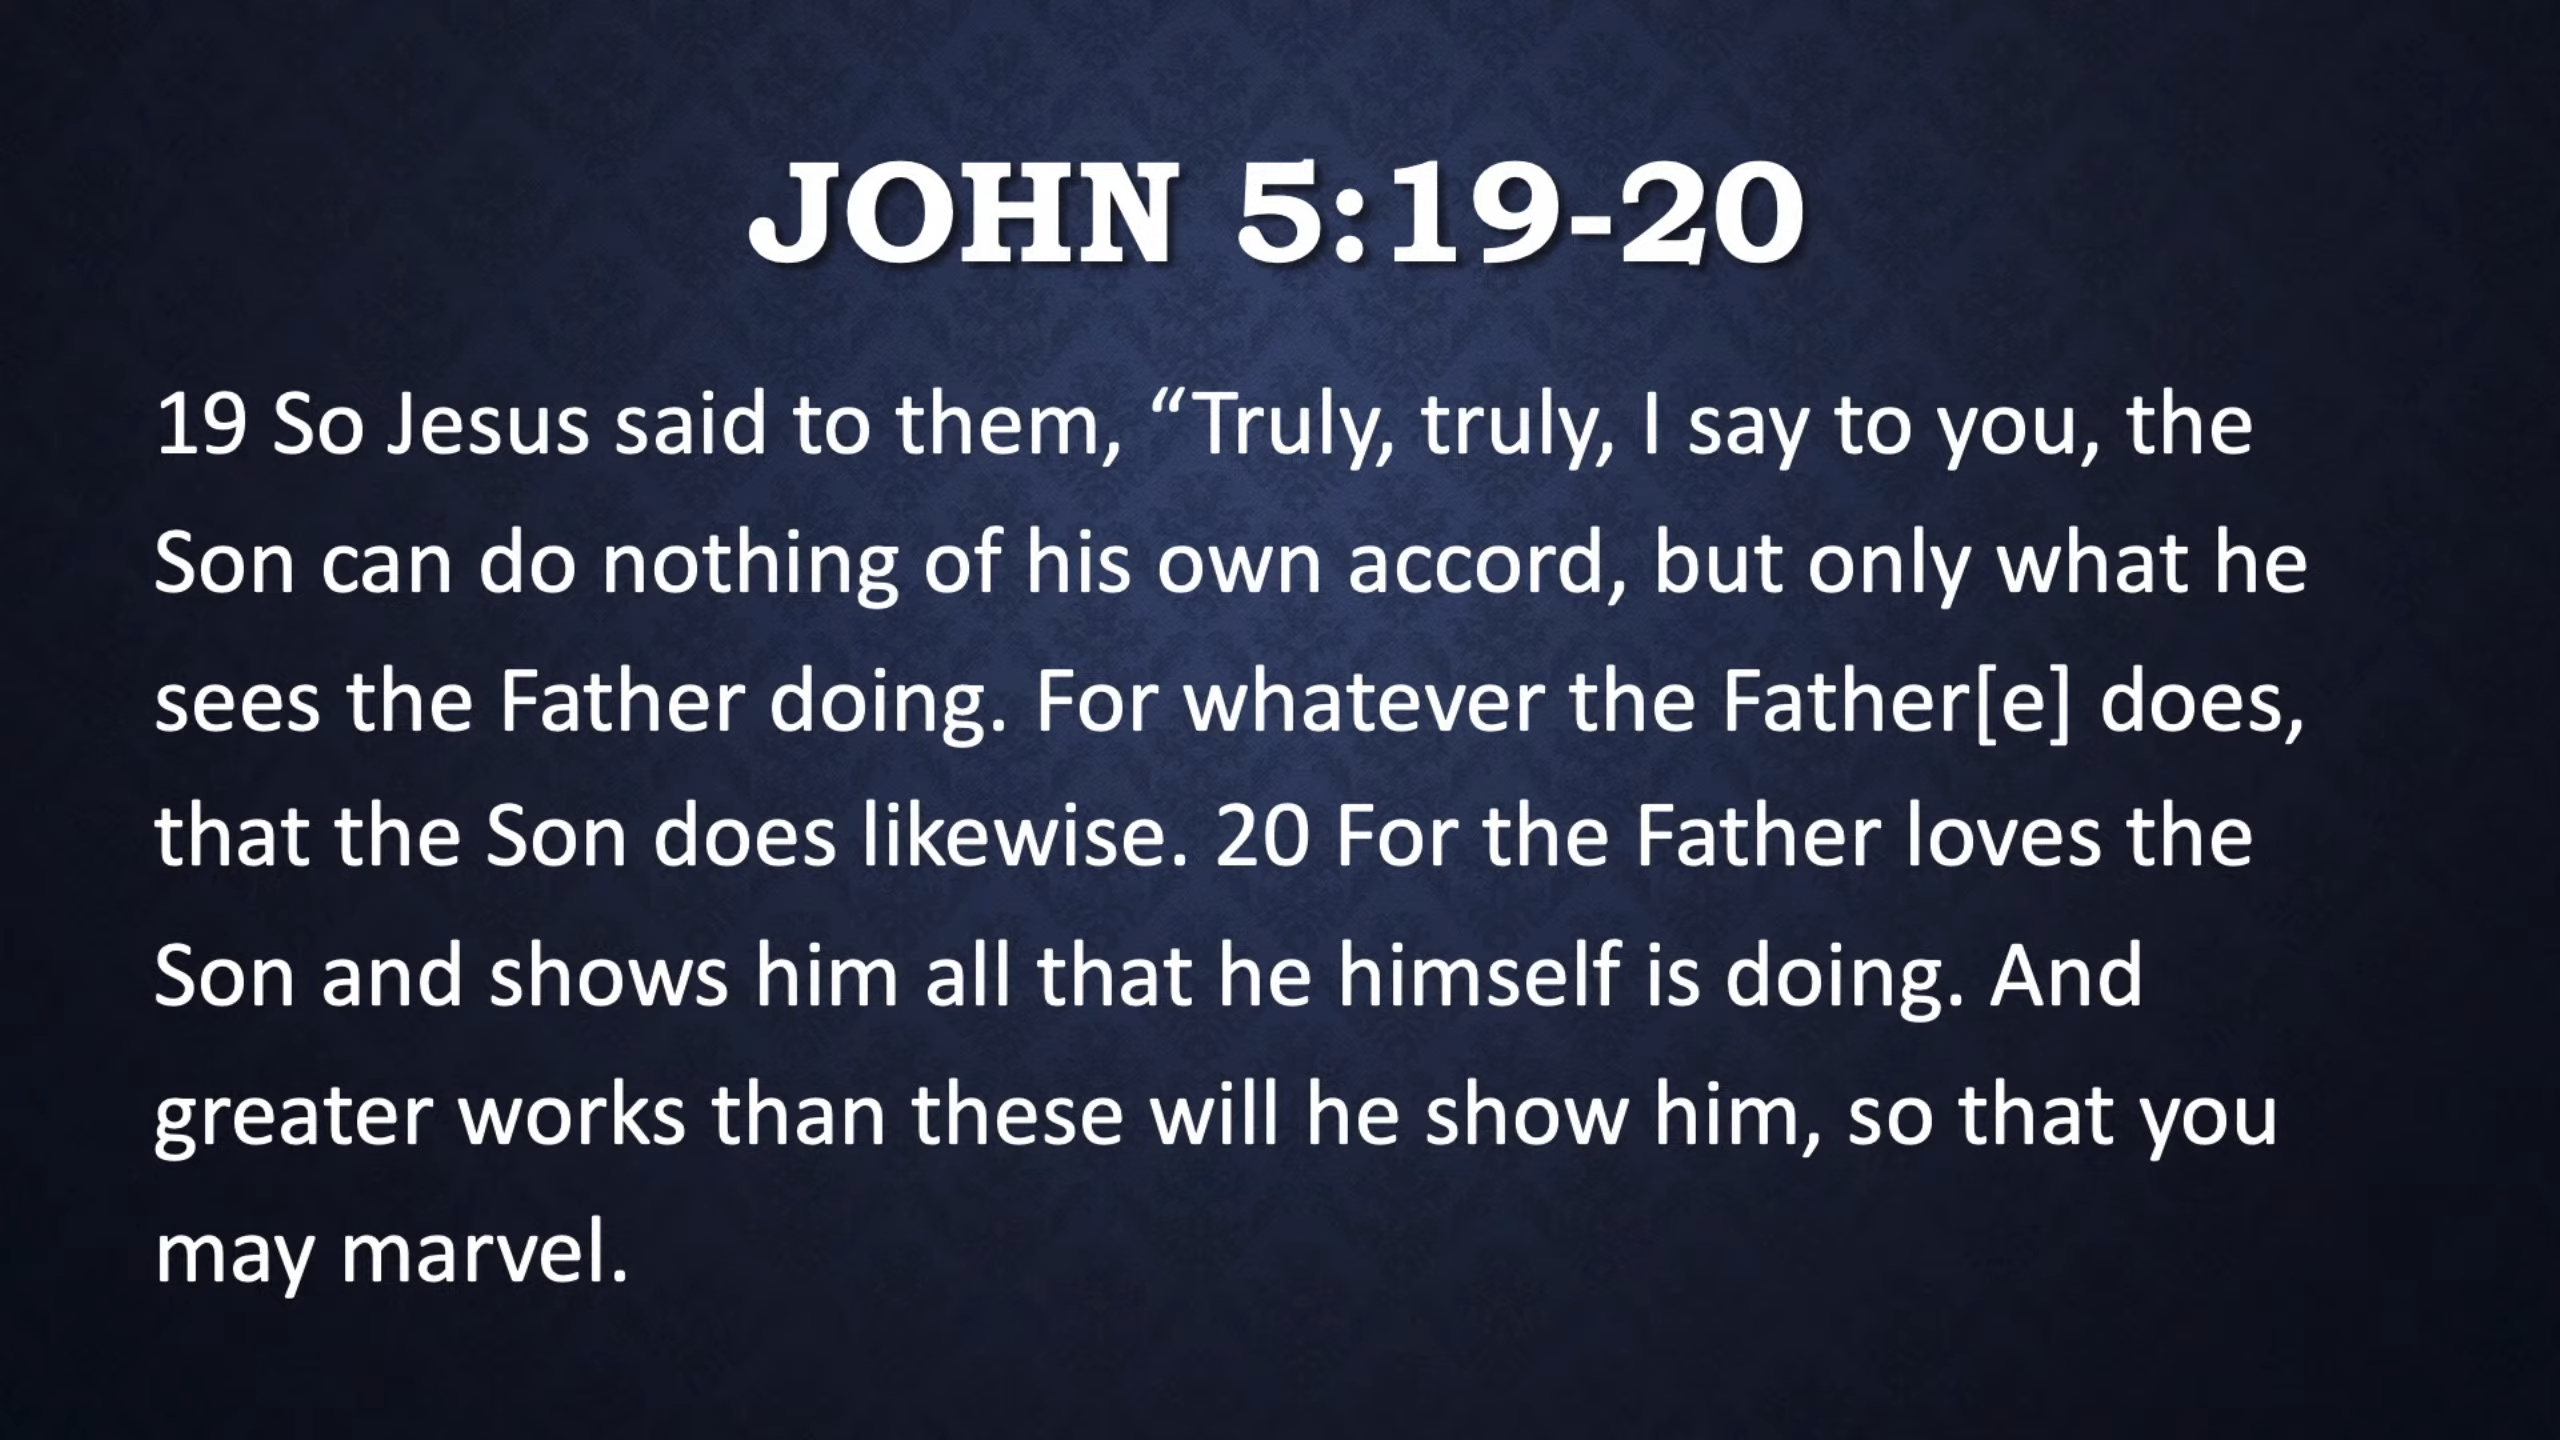 JOHN 5:19-20
19 So Jesus said to them, “Truly, truly, I say to you, the
Son can do nothing of his own accord, but only what he
sees the Father doing. For whatever the Father[e] does,
that the Son does likewise. 20 For the Father loves the
Son and shows him all that he himself is doing. And
greater works than these will he show him, so that you
may marvel.